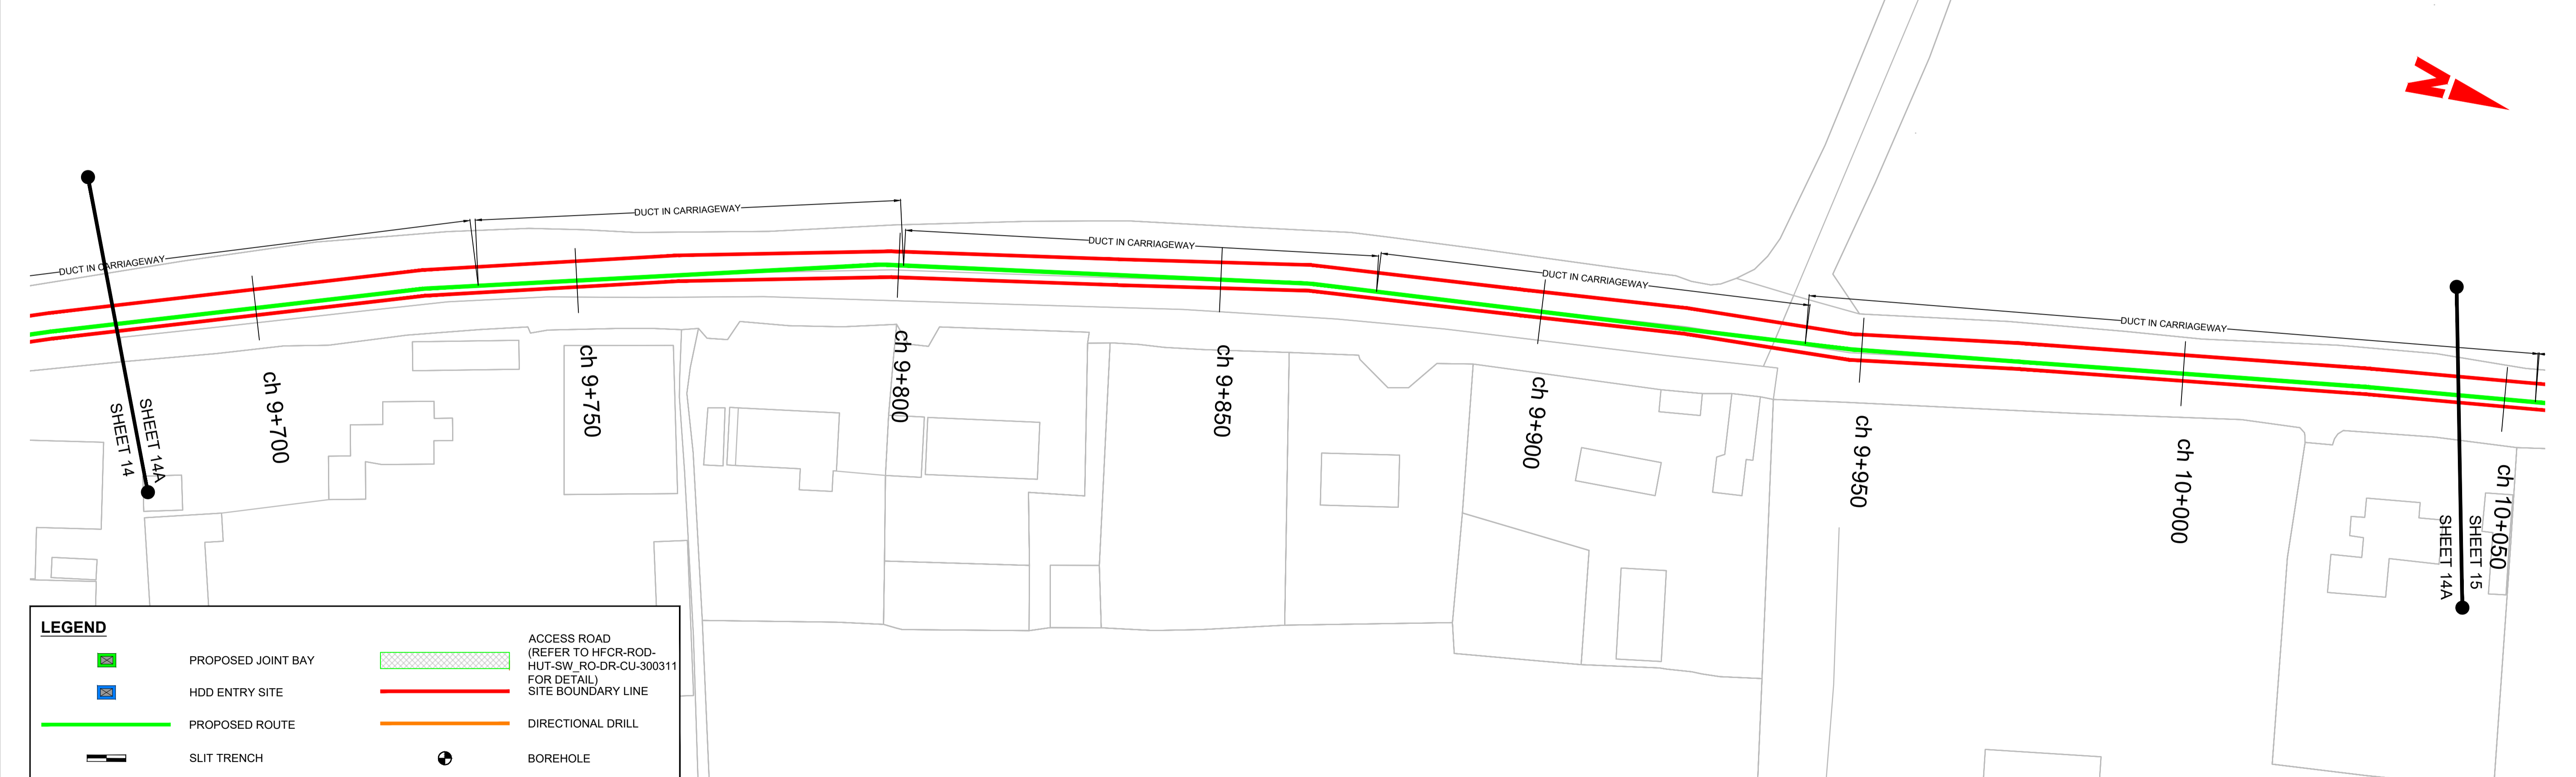 DUCT IN CARRIAGEWAY
DUCT IN CARRIAGEWAY
DUCT IN CARRIAGEWAY
DUCT IN CARRIAGEWAY
DUCT IN CARRIAGEWAY
N
SHEET 14
SHEET 14A
ch 9+700
ch 9+750
ch 9+800
ch 9+850
ch 9+900
ch 9+950
ch 10+000
SHEET 14A
SHEET 15
ch 10+050
LEGEND
PROPOSED JOINT BAY
HDD ENTRY SITE
PROPOSED ROUTE
SLIT TRENCH
ACCESS ROAD
(REFER TO HFCR-ROD-
HUT-SW_RO-DR-CU-300311
FOR DETAIL)
SITE BOUNDARY LINE
DIRECTIONAL DRILL
BOREHOLE